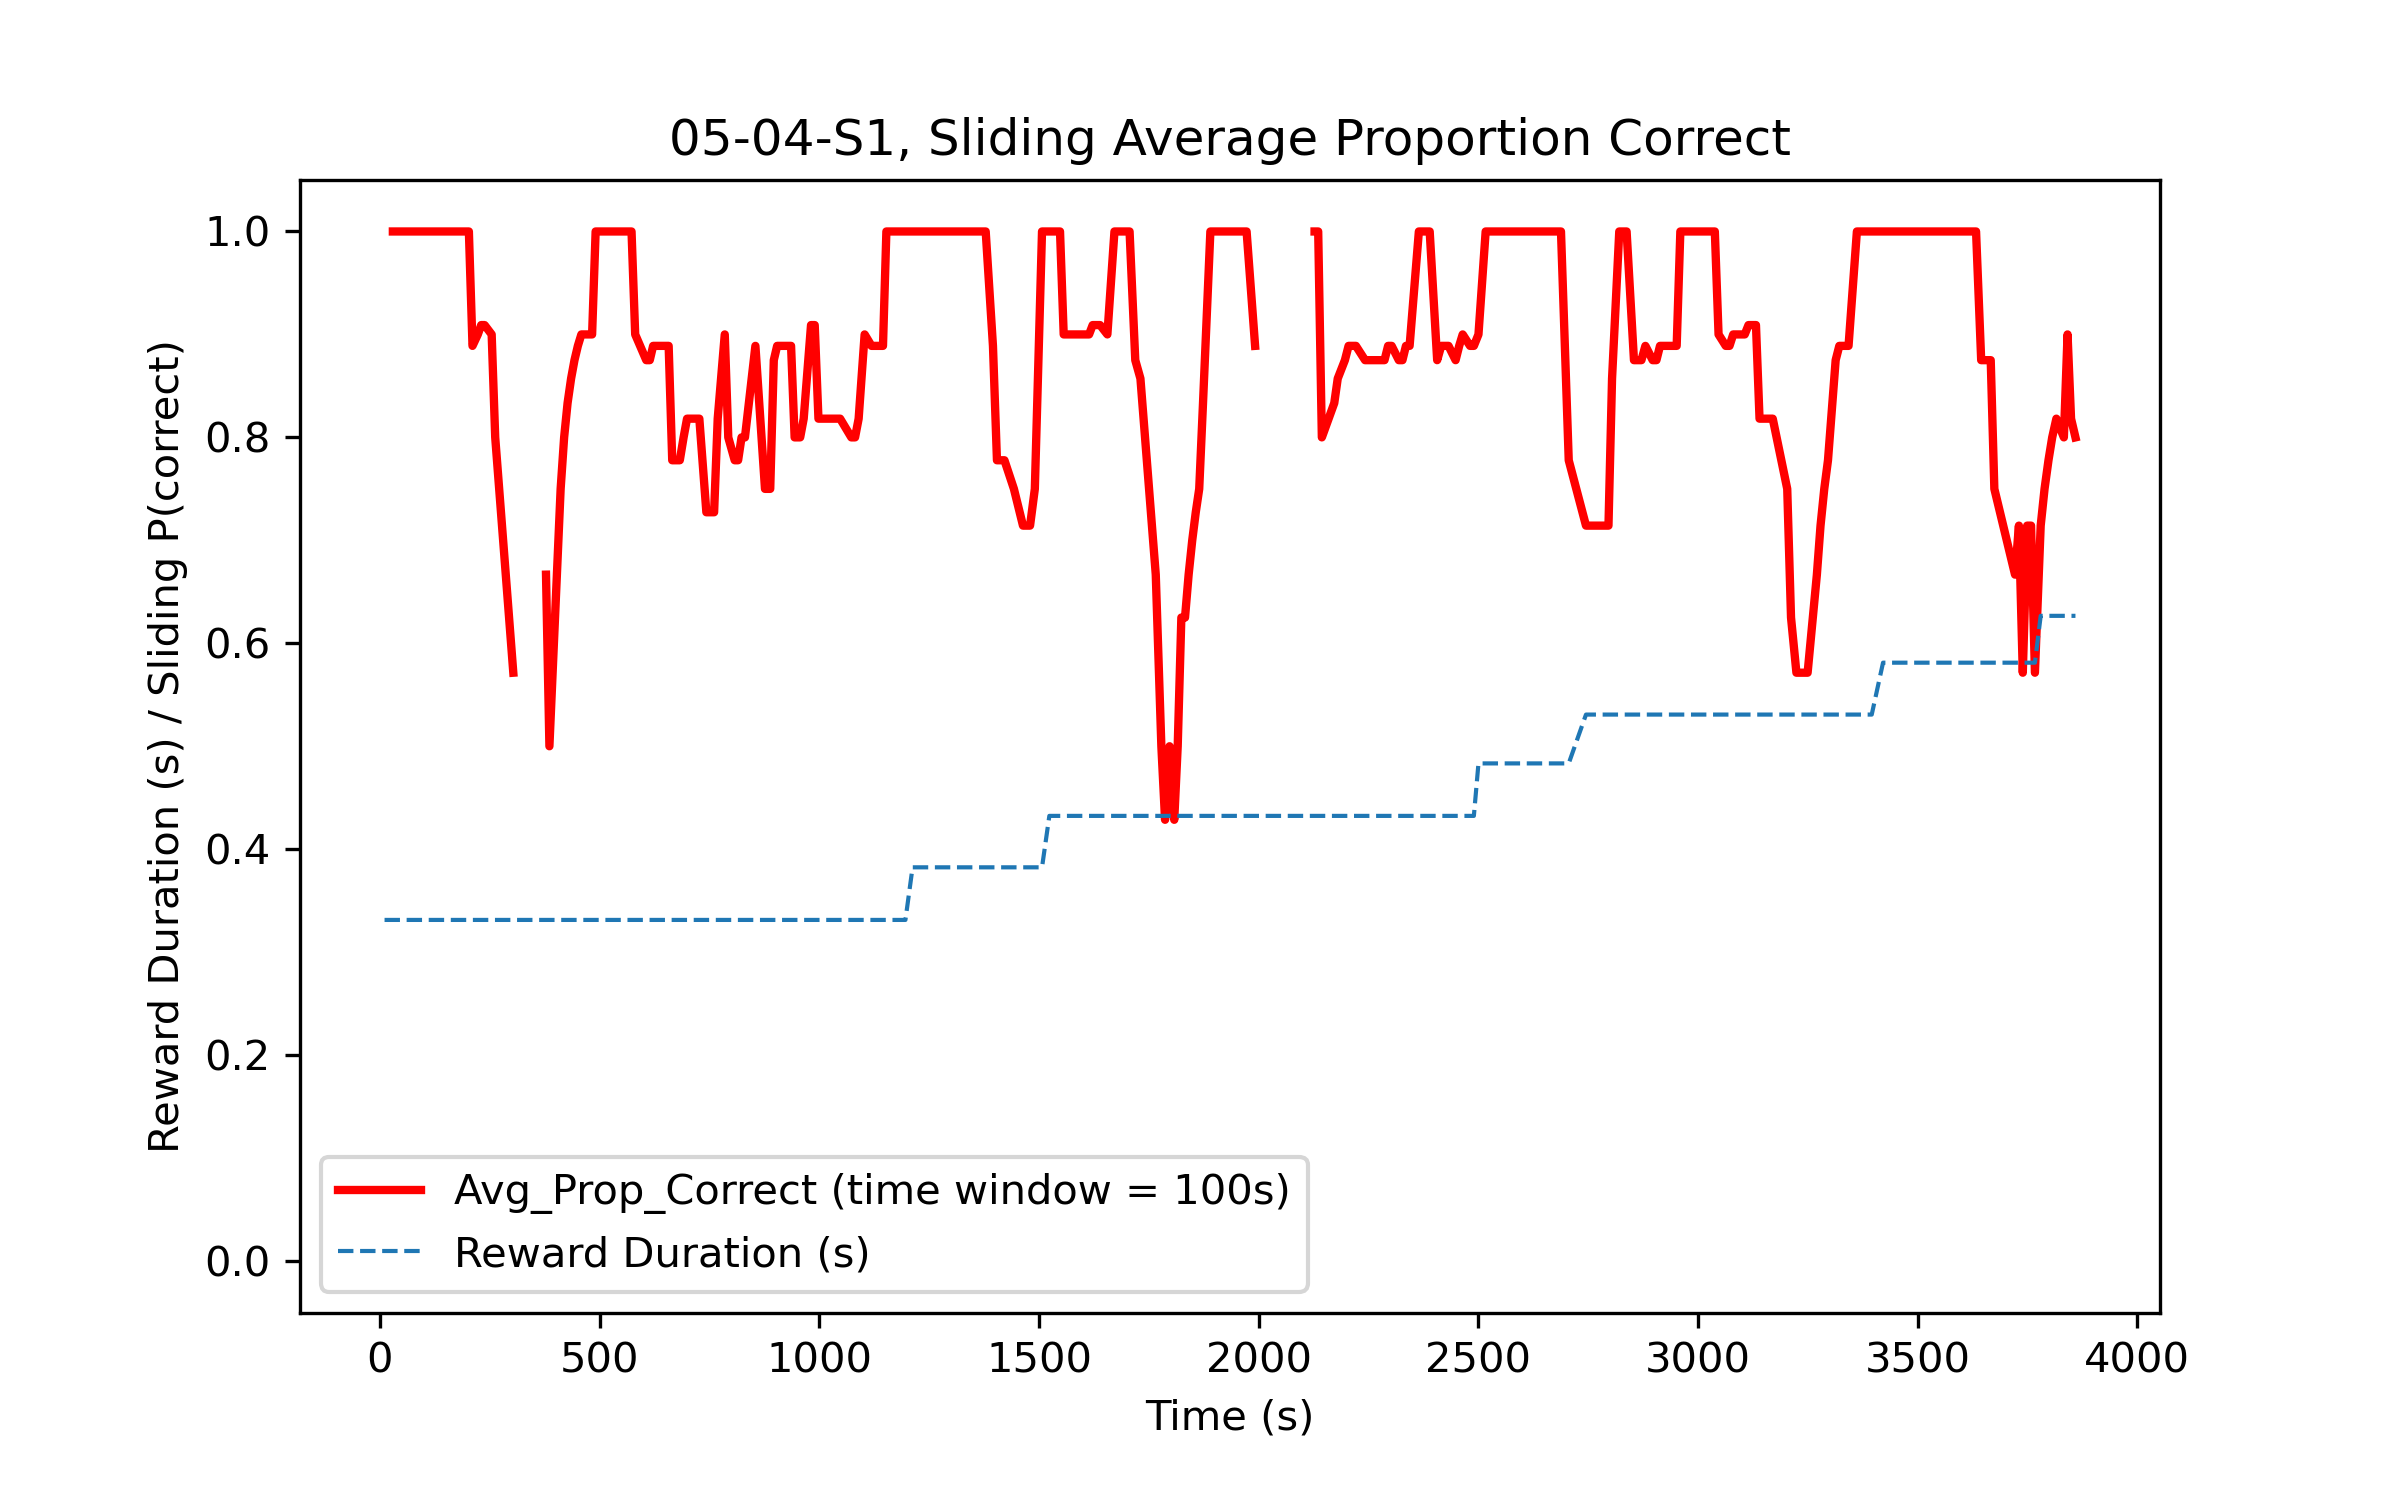 05-04-S1, Sliding Average Proportion Correct
Reward Duration (s) / Sliding P(correct)
1.0
0.8
0.6
0.4
0.2
0.0
Avg_Prop_Correct (time window = 100s)
Reward Duration (s)
0 500 1000 1500 2000 2500 3000 3500 4000
Time (s)